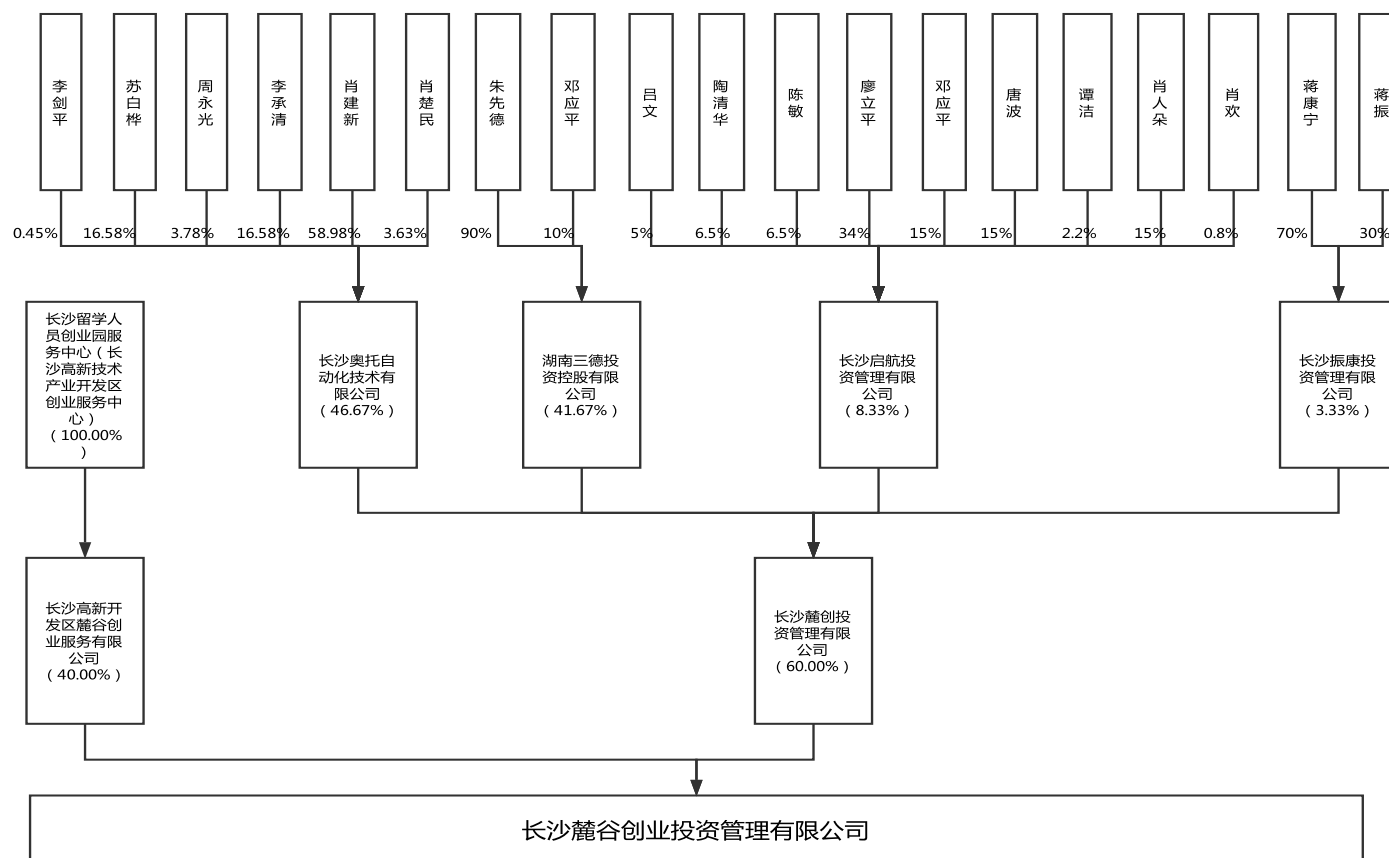 李剑平
苏白桦
周永光
李承清
肖建新
肖楚民
朱先德
邓应平
吕文
陶清华
陈敏
廖立平
邓应平
唐波
谭洁
肖人朵
肖欢
蒋康宁
蒋振
0.45%
16.58%
3.78%
16.58%
58.98%
3.63%
90%
10%
5%
6.5%
6.5%
34%
15%
15%
2.2%
15%
0.8%
70%
30%
长沙留学人
员创业园服
务中心（长
沙高新技术
产业开发区
创业服务中
心）
（100.00%
）
长沙奥托自
动化技术有
限公司
（46.67%）
湖南三德投
资控股有限
公司
（41.67%）
长沙启航投
资管理有限
公司
（8.33%）
长沙振康投
资管理有限
公司
（3.33%）
长沙高新开
发区麓谷创
业服务有限
公司
（40.00%）
长沙麓创投
资管理有限
公司
（60.00%）
长沙麓谷创业投资管理有限公司